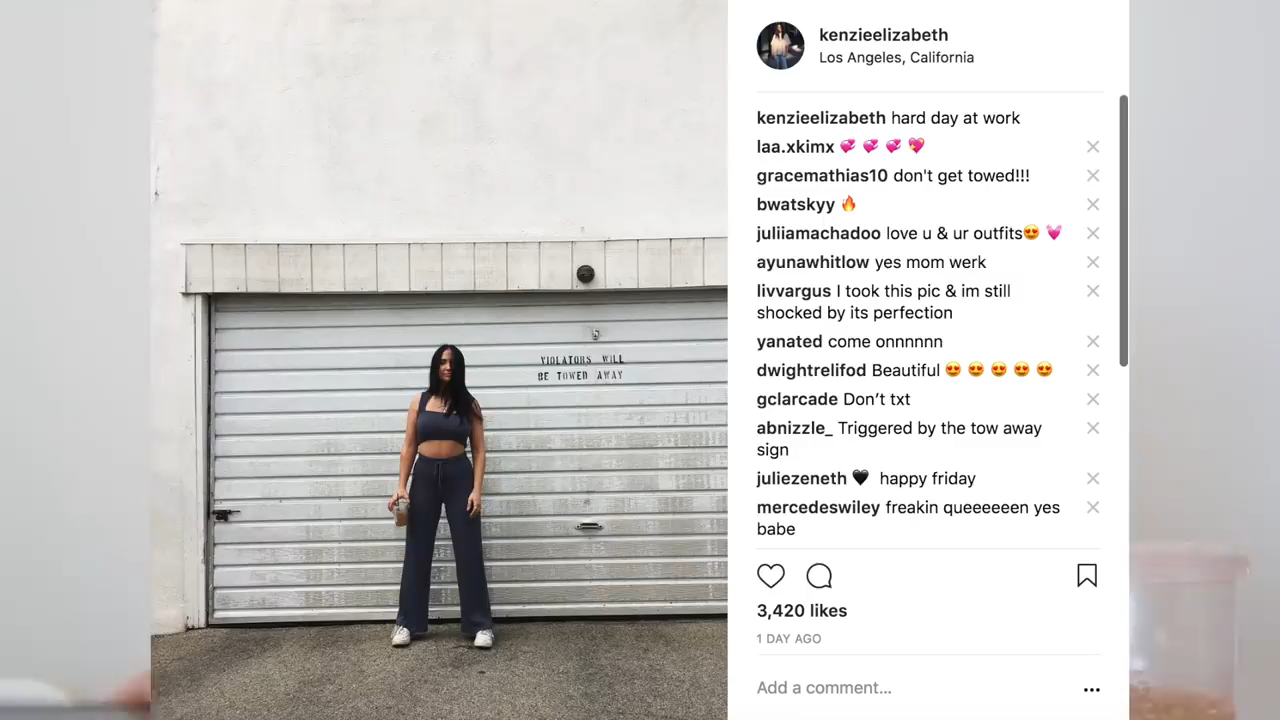 kenzieelizabeth
Los Angeles, California
kenzieelizabeth hard day at work
laa.xkimx 💞 💞 💞 💖
gracemathias10 don't get towed!!!
bwatskyy 🔥
juliiamachadoo love u & ur outfits😍 💓
ayunawhitlow yes mom werk
livvargus I took this pic & im still
shocked by its perfection
yanated come onnnnnn
dwightrelifod Beautiful 😍 😍 😍 😍 😍
gclarcade Don’t txt
abnizzle_ Triggered by the tow away
sign
juliezeneth 🖤 happy friday
mercedeswiley freakin queeeeeen yes
babe
3,420 likes
1 DAY AGO
Add a comment...
VIOLATORS WILL
BE TOWED AWAY